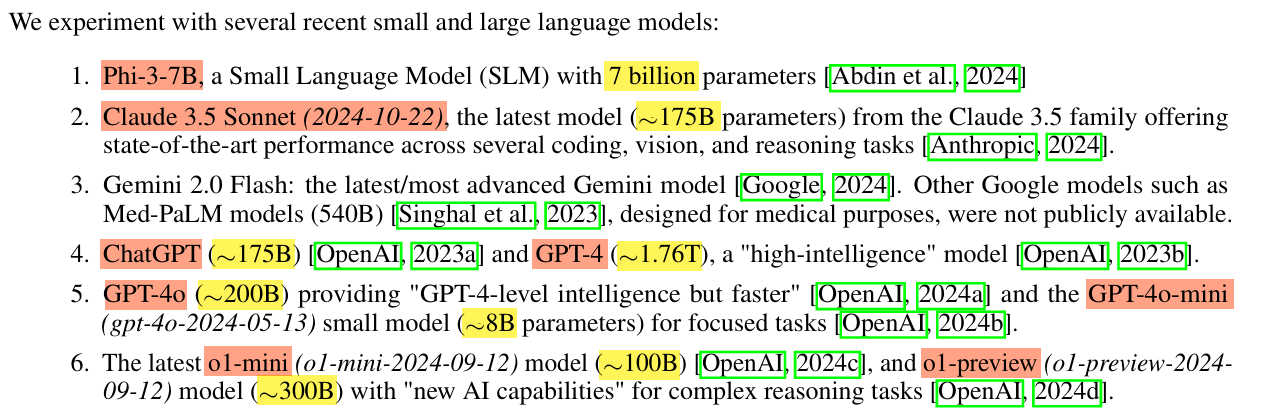 We experiment with several recent small and large language models:
1. Phi-3-7B, a Small Language Model (SLM) with 7 billion parameters [Abdin et al., 2024]
2. Claude 3.5 Sonnet (2024-10-22), the latest model (~175B parameters) from the Claude 3.5 family offering
state-of-the-art performance across several coding, vision, and reasoning tasks [Anthropic, 2024].
3. Gemini 2.0 Flash: the latest/most advanced Gemini model [Google, 2024]. Other Google models such as
Med-PaLM models (540B) [Singhal et al., 2023], designed for medical purposes, were not publicly available.
4. ChatGPT (~175B) [OpenAI, 2023a] and GPT-4 (~1.76T), a "high-intelligence" model [OpenAI, 2023b].
5. GPT-4o (~200B) providing "GPT-4-level intelligence but faster" [OpenAI, 2024a] and the GPT-4o-mini
(gpt-4o-2024-05-13) small model (~8B parameters) for focused tasks [OpenAI, 2024b].
6. The latest o1-mini (o1-mini-2024-09-12) model (~100B) [OpenAI, 2024c], and o1-preview (o1-preview-2024-
09-12) model (~300B) with "new AI capabilities" for complex reasoning tasks [OpenAI, 2024d].